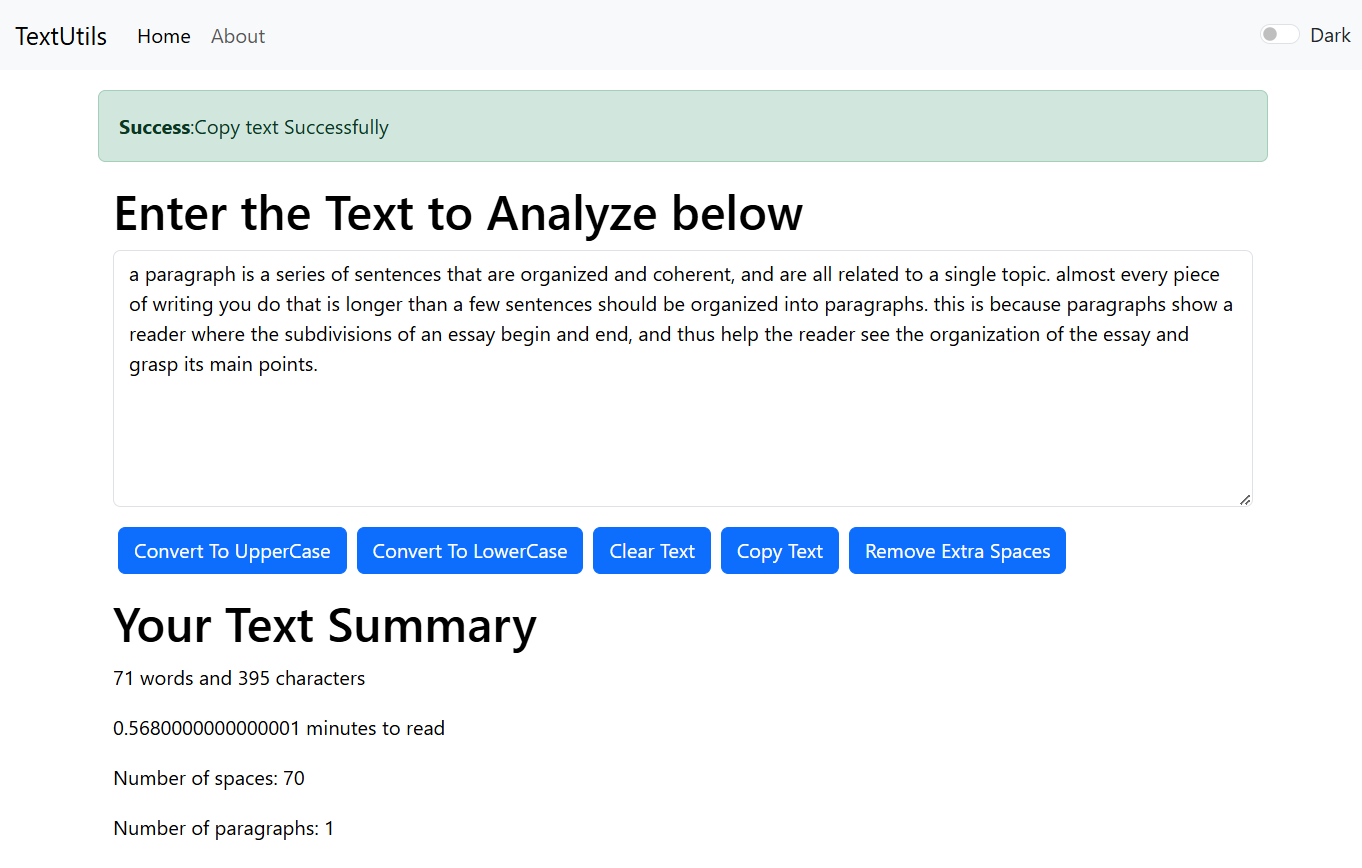 TextUtils Home About Dark
Success:Copy text Successfully
Enter the Text to Analyze below
a paragraph is a series of sentences that are organized and coherent, and are all related to a single topic. almost every piece
of writing you do that is longer than a few sentences should be organized into paragraphs. this is because paragraphs show a
reader where the subdivisions of an essay begin and end, and thus help the reader see the organization of the essay and
grasp its main points.
Convert To UpperCase Convert To LowerCase Clear Text Copy Text Remove Extra Spaces
Your Text Summary
71 words and 395 characters
0.5680000000000001 minutes to read
Number of spaces: 70
Number of paragraphs: 1